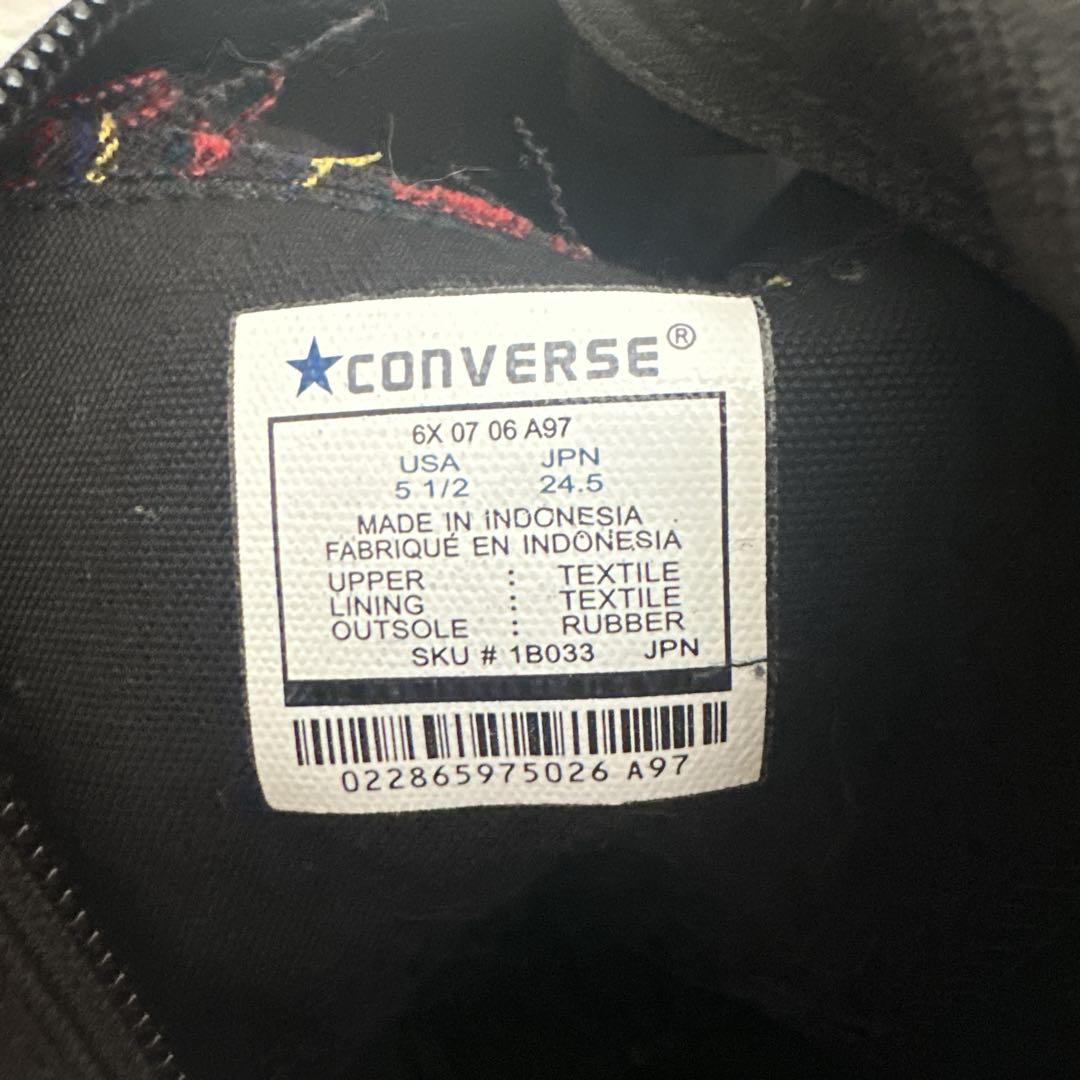 ★CONVERSE®
6X 07 06 A97
USA JPN
5 1/2 24.5
MADE IN INDONESIA
FABRIQUÉ EN INDONESIA
UPPER : TEXTILE
LINING : TEXTILE
OUTSOLE : RUBBER
SKU # 1B033 JPN
022865975026 A97